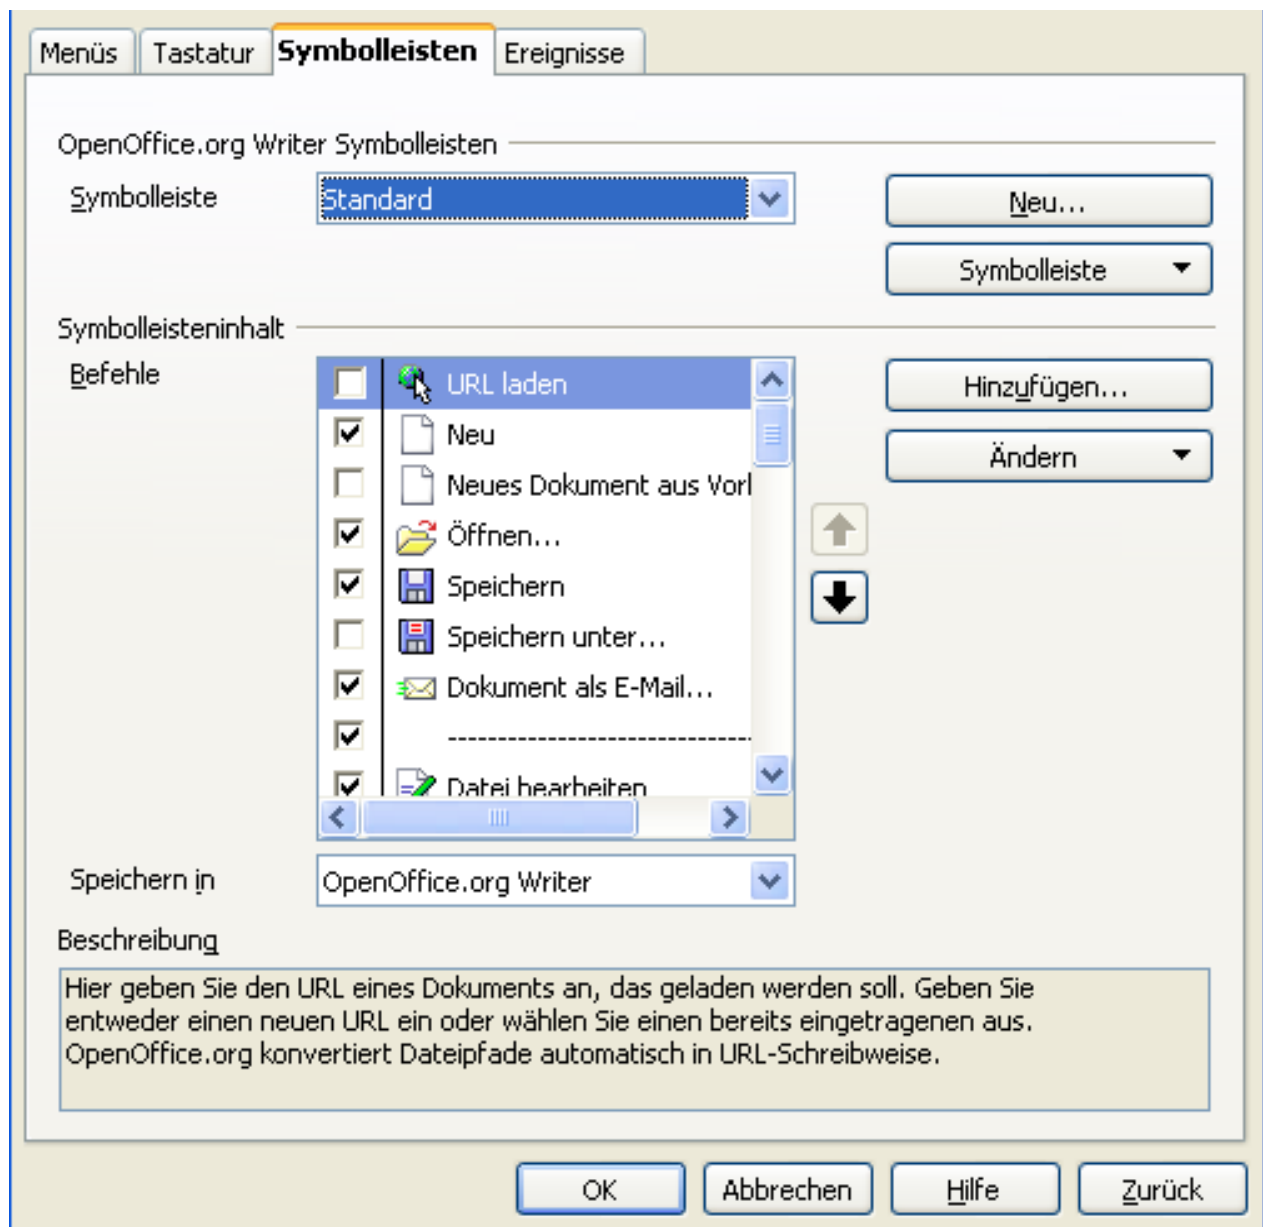 Menüs Tastatur Symbolleisten Ereignisse
OpenOffice.org Writer Symbolleisten
Symbolleiste Standard Neu...
Symbolleiste
Symbolleisteninhalt
Befehle URL laden Hinzufügen...
Neu
Ändern
Neues Dokument aus Vorl
Öffnen...
Speichern
Speichern unter...
Dokument als E-Mail...
------------------------------
Datei bearbeiten
Speichern in OpenOffice.org Writer
Beschreibung
Hier geben Sie den URL eines Dokuments an, das geladen werden soll. Geben Sie
entweder einen neuen URL ein oder wählen Sie einen bereits eingetragenen aus.
OpenOffice.org konvertiert Dateipfade automatisch in URL-Schreibweise.
OK Abbrechen Hilfe Zurück